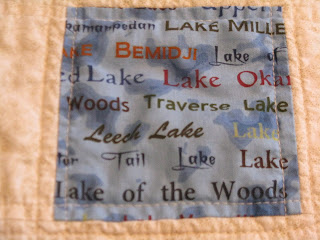 Lake Mille
Bemidji Lake of
ed Lake Lake Oka
Woods Traverse Lake
Leech Lake Lake
Tail Lake Lake
Lake of the Woods